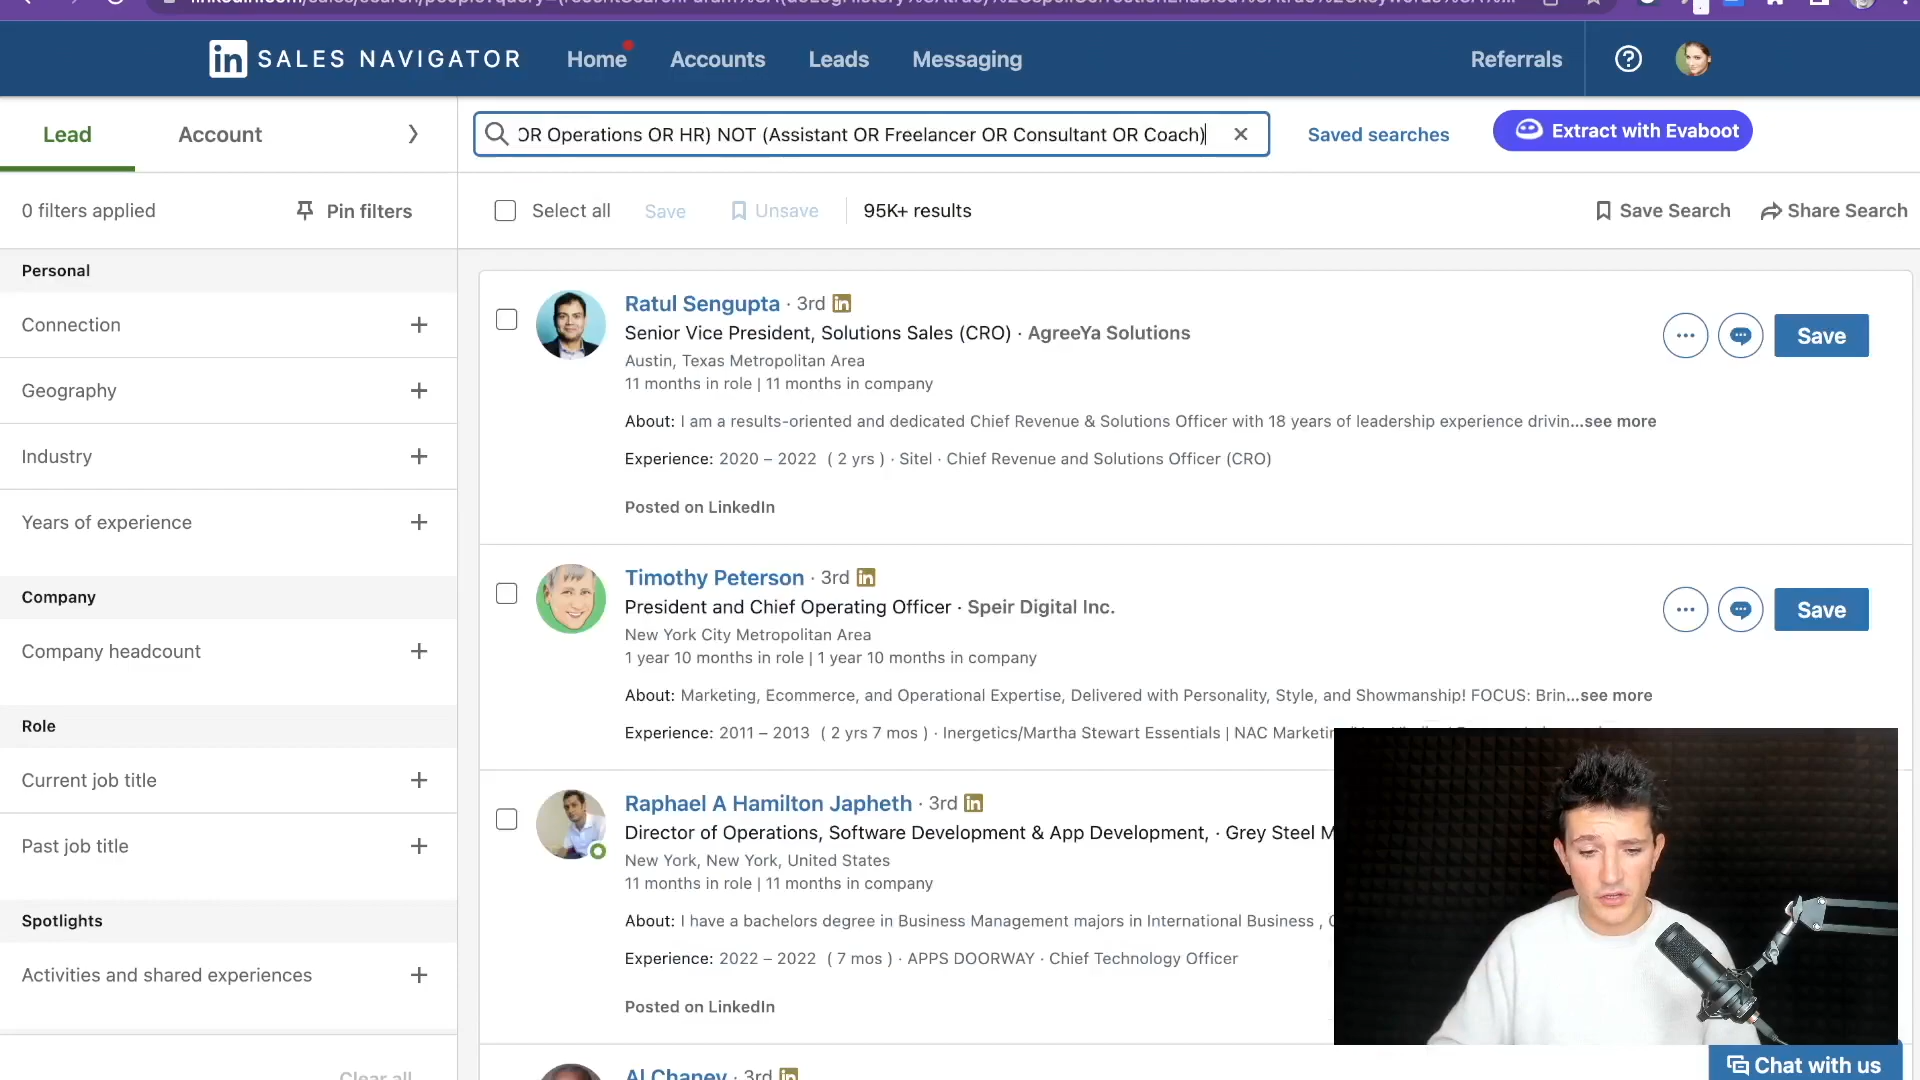 in SALES NAVIGATOR
Home
Accounts
Leads
Messaging
Referrals
Lead
Account
OR Operations OR HR) NOT (Assistant OR Freelancer OR Consultant OR Coach)
Saved searches
Extract with Evaboot
0 filters applied
Pin filters
Select all
Save
Unsave
95K+ results
Save Search
Share Search
Personal
Connection
Geography
Industry
Years of experience
Company
Company headcount
Role
Current job title
Past job title
Spotlights
Activities and shared experiences
Clear all
Ratul Sengupta · 3rd in
Senior Vice President, Solutions Sales (CRO) · AgreeYa Solutions
Austin, Texas Metropolitan Area
11 months in role | 11 months in company
About: I am a results-oriented and dedicated Chief Revenue & Solutions Officer with 18 years of leadership experience drivin...see more
Experience: 2020 – 2022 ( 2 yrs ) · Sitel · Chief Revenue and Solutions Officer (CRO)
Posted on LinkedIn
Save
Timothy Peterson · 3rd in
President and Chief Operating Officer · Speir Digital Inc.
New York City Metropolitan Area
1 year 10 months in role | 1 year 10 months in company
About: Marketing, Ecommerce, and Operational Expertise, Delivered with Personality, Style, and Showmanship! FOCUS: Brin...see more
Experience: 2011 – 2013 ( 2 yrs 7 mos ) · Inergetics/Martha Stewart Essentials | NAC Marketin
Save
Raphael A Hamilton Japheth · 3rd in
Director of Operations, Software Development & App Development, · Grey Steel M
New York, New York, United States
11 months in role | 11 months in company
About: I have a bachelors degree in Business Management majors in International Business ,
Experience: 2022 – 2022 ( 7 mos ) · APPS DOORWAY · Chief Technology Officer
Posted on LinkedIn
Al Chaney · 3rd in
Chat with us